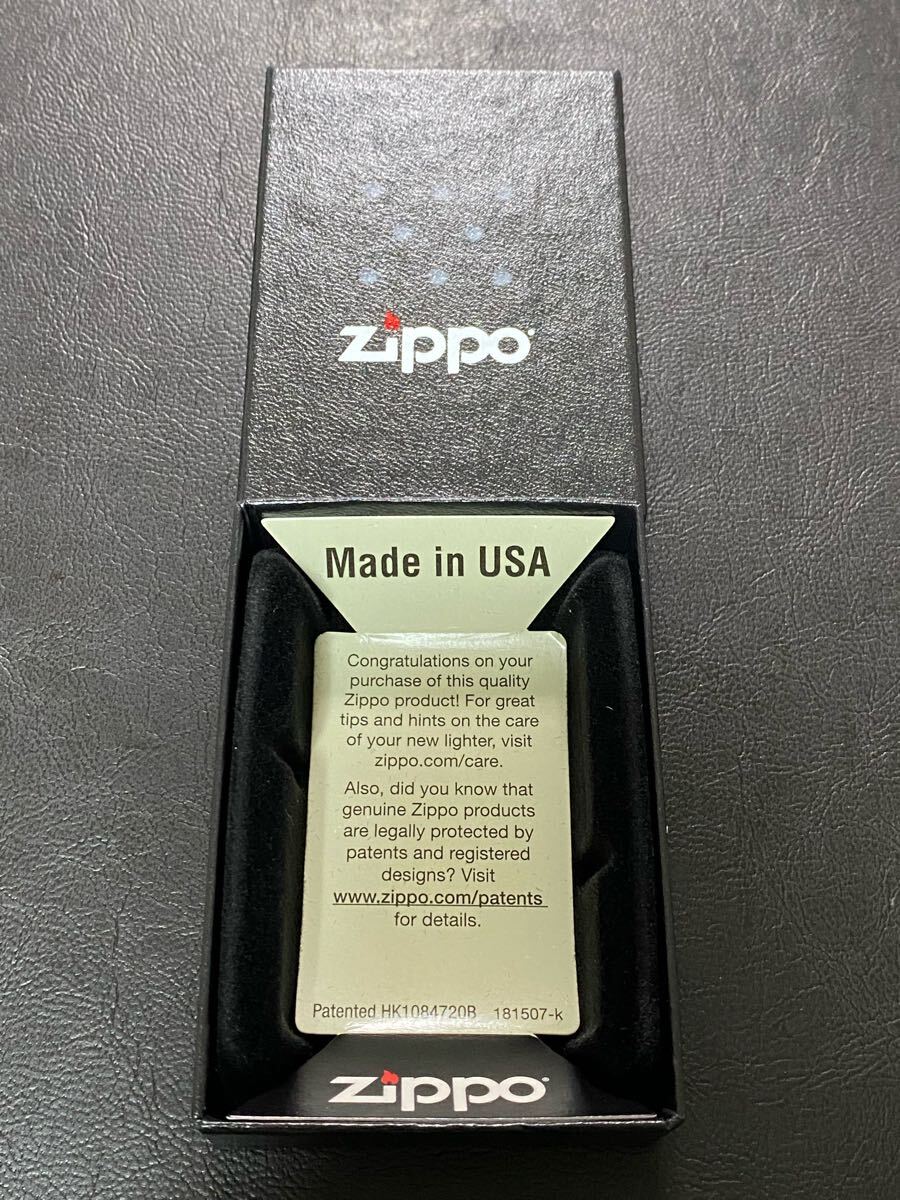 zippo
Made in USA
Congratulations on your
purchase of this quality
Zippo product! For great
tips and hints on the care
of your new lighter, visit
zippo.com/care.
Also, did you know that
genuine Zippo products
are legally protected by
patents and registered
designs? Visit
www.zippo.com/patents
for details.
Patented HK1084720B 181507-k
zippo